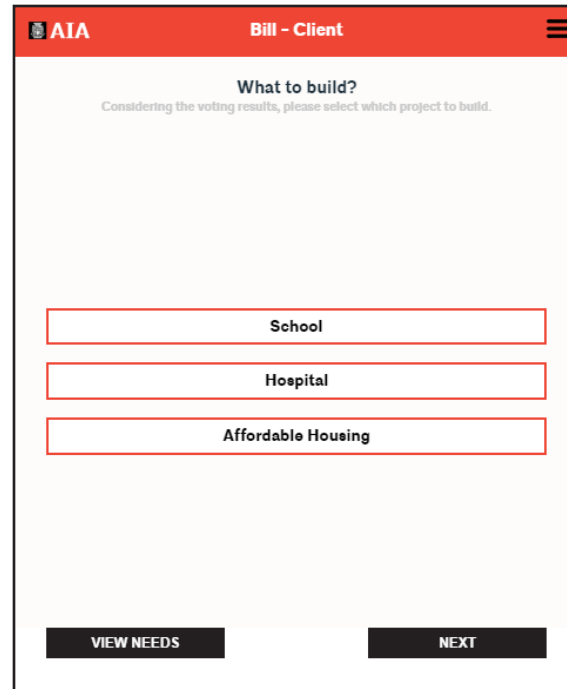 AIA
Bill - Client
What to build?
Considering the voting results, please select which project to build.
School
Hospital
Affordable Housing
VIEW NEEDS
NEXT